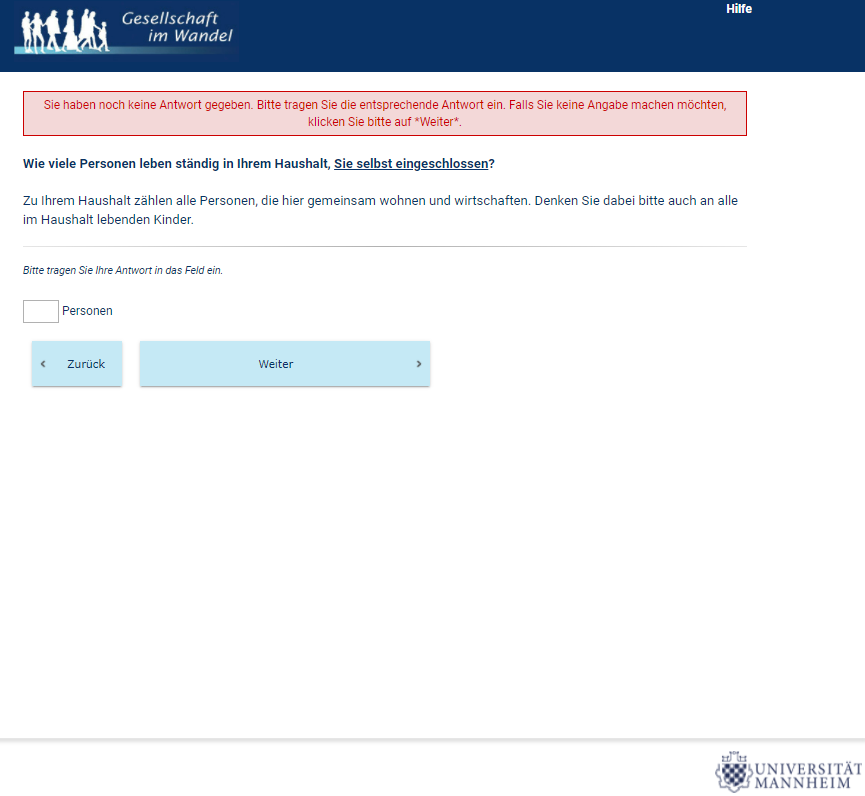 Gesellschaft
im Wandel
Hilfe
Sie haben noch keine Antwort gegeben. Bitte tragen Sie die entsprechende Antwort ein. Falls Sie keine Angabe machen möchten,
klicken Sie bitte auf *Weiter*.
Wie viele Personen leben ständig in Ihrem Haushalt, Sie selbst eingeschlossen?
Zu Ihrem Haushalt zählen alle Personen, die hier gemeinsam wohnen und wirtschaften. Denken Sie dabei bitte auch an alle
im Haushalt lebenden Kinder.
Bitte tragen Sie Ihre Antwort in das Feld ein.
Personen
Zurück
Weiter
UNIVERSITÄT
MANNHEIM